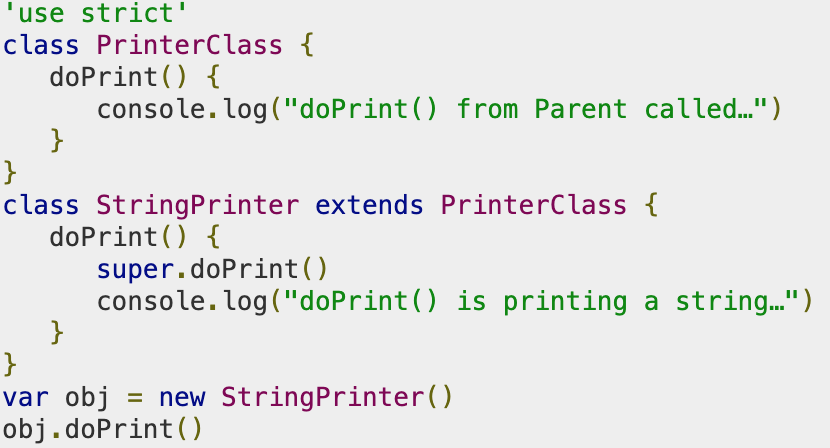 'use strict'
class PrinterClass {
   doPrint() {
      console.log("doPrint() from Parent called…")
   }
}
class StringPrinter extends PrinterClass {
   doPrint() {
      super.doPrint()
      console.log("doPrint() is printing a string…")
   }
}
var obj = new StringPrinter()
obj.doPrint()